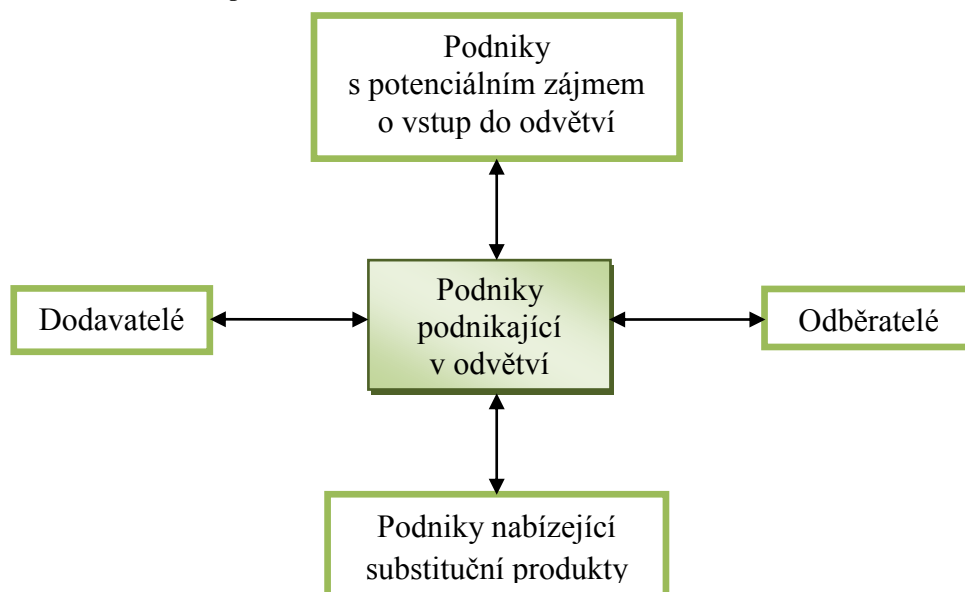 Podniky
s potenciálním zájmem
o vstup do odvětví
Dodavatelé
Podniky
podnikající
v odvětví
Odběratelé
Podniky nabízející
substituční produkty